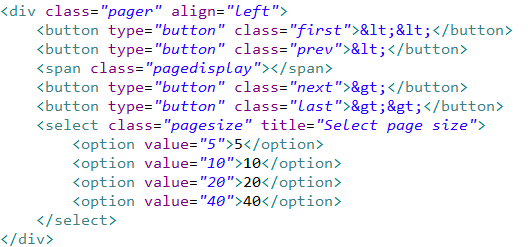 <div class="pager" align="left">
    <button type="button" class="first">&lt;&lt;</button>
    <button type="button" class="prev">&lt;</button>
    <span class="pagedisplay"></span>
    <button type="button" class="next">&gt;</button>
    <button type="button" class="last">&gt;&gt;</button>
    <select class="pagesize" title="Select page size">
        <option value="5">5</option>
        <option value="10">10</option>
        <option value="20">20</option>
        <option value="40">40</option>
    </select>
</div>